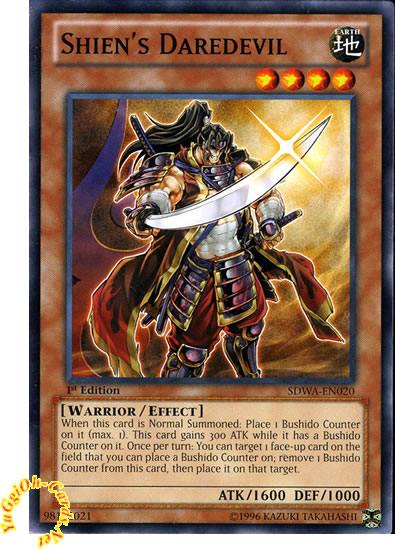 SHIEN'S DAREDEVIL
EARTH
地
1st Edition
SDWA-EN020
[WARRIOR / EFFECT]
When this card is Normal Summoned: Place 1 Bushido Counter
on it (max. 1). This card gains 300 ATK while it has a Bushido
Counter on it. Once per turn: You can target 1 face-up card on the
field that you can place a Bushido Counter on; remove 1 Bushido
Counter from this card, then place it on that target.
ATK/1600 DEF/1000
021
©1996 KAZUKI TAKAHASHI
YuGgiOh-Cards.Net